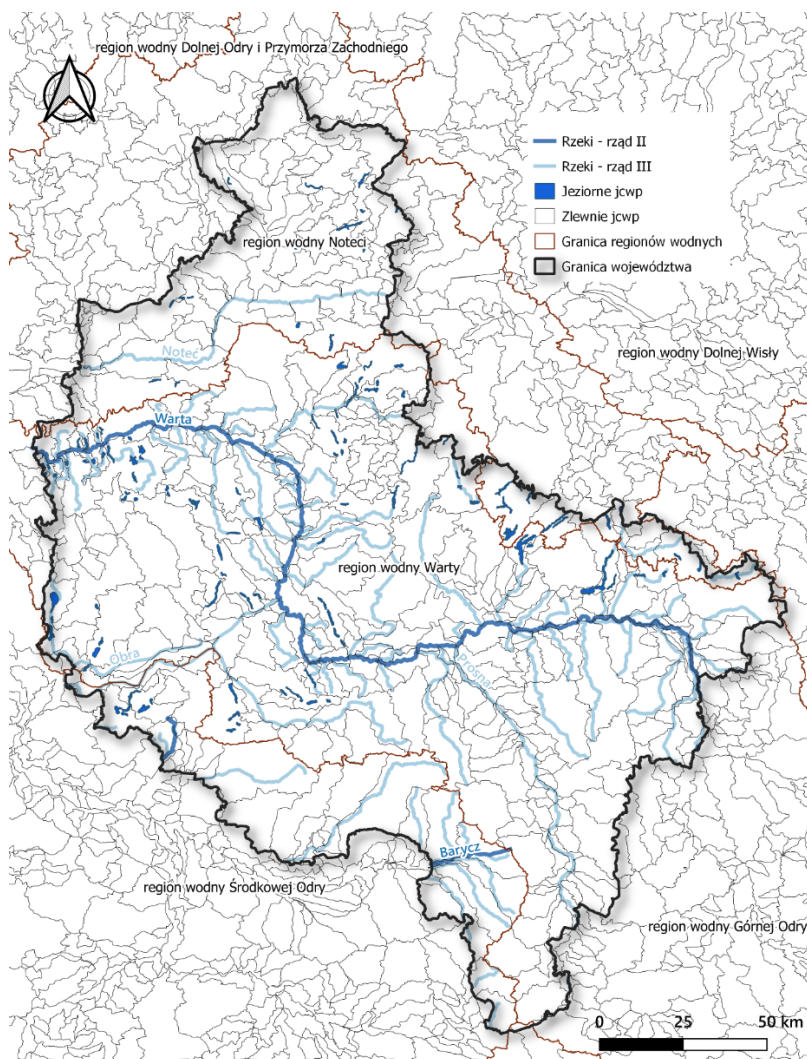 region wodny Dolnej Odry i Przymorza Zachodniego
Rzeki - rząd II
Rzeki - rząd III
Jeziorne jcwp
Zlewnie jcwp
Granica regionów wodnych
Granica województwa
region wodny Noteci
region wodny Dolnej Wisły
Noteć
Warta
region wodny Warty
Obra
Prosna
Barycz
region wodny Środkowej Odry
region wodny Górnej Odry
0 25 50 km